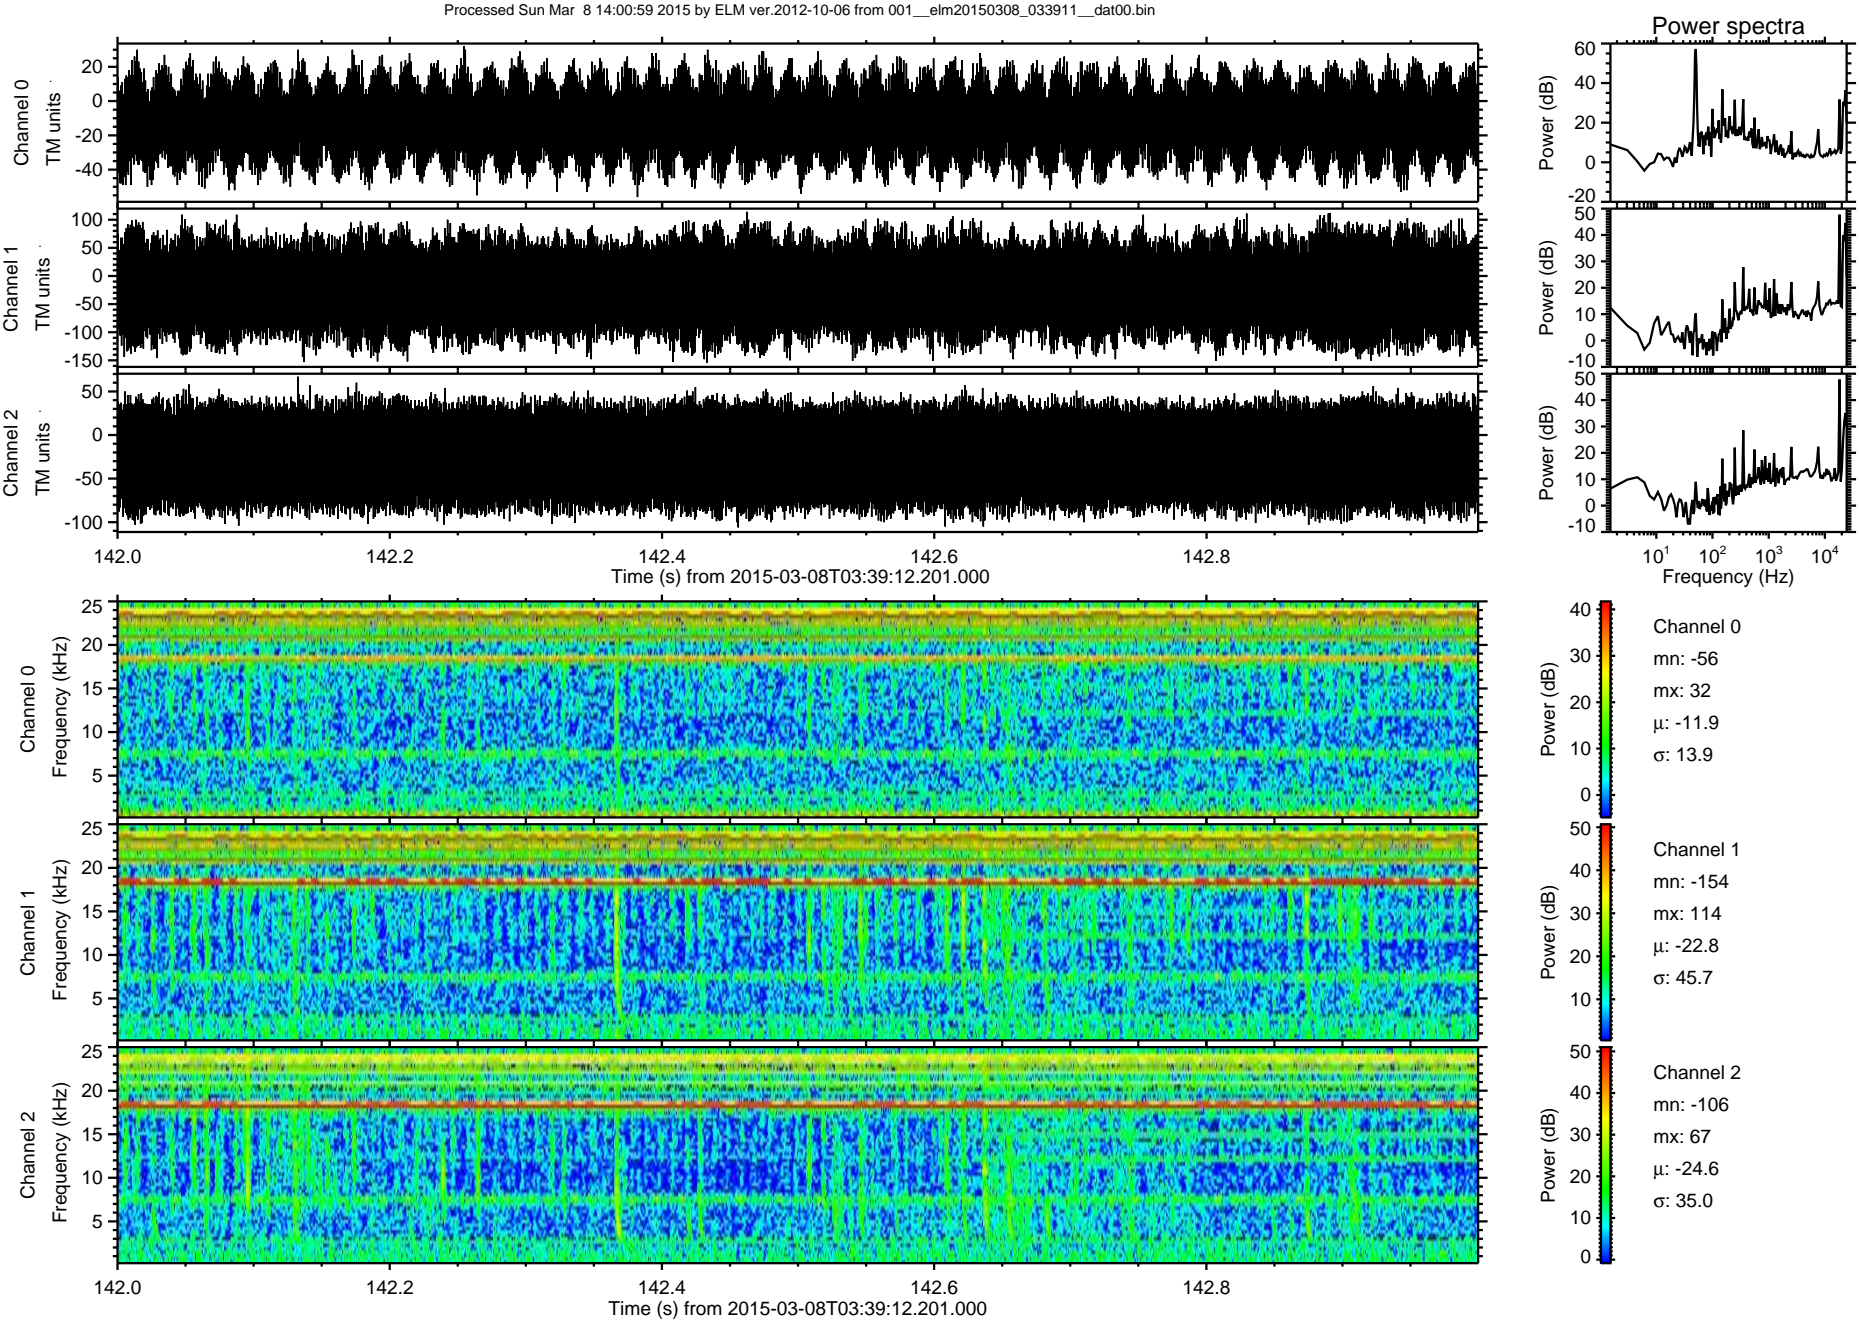 Processed Sun Mar  8 14:00:59 2015 by ELM ver.2012-10-06 from 001__elm20150308_033911__dat00.bin
Power spectra
Channel 0
TM units
20
0
-20
-40
Power (dB)
60
40
20
0
-20
Channel 1
TM units
100
50
0
-50
-100
-150
Power (dB)
50
40
30
20
10
0
-10
Channel 2
TM units
50
0
-50
-100
Power (dB)
50
40
30
20
10
0
-10
142.0 142.2 142.4 142.6 142.8
Time (s) from 2015-03-08T03:39:12.201.000
10¹ 10² 10³ 10⁴
Frequency (Hz)
Channel 0
Frequency (kHz)
25
20
15
10
5
Power (dB)
40
30
20
10
0
Channel 0
mn: -56
mx: 32
μ: -11.9
σ: 13.9
Channel 1
Frequency (kHz)
25
20
15
10
5
Power (dB)
50
40
30
20
10
Channel 1
mn: -154
mx: 114
μ: -22.8
σ: 45.7
Channel 2
Frequency (kHz)
25
20
15
10
5
Power (dB)
50
40
30
20
10
0
Channel 2
mn: -106
mx: 67
μ: -24.6
σ: 35.0
142.0 142.2 142.4 142.6 142.8
Time (s) from 2015-03-08T03:39:12.201.000